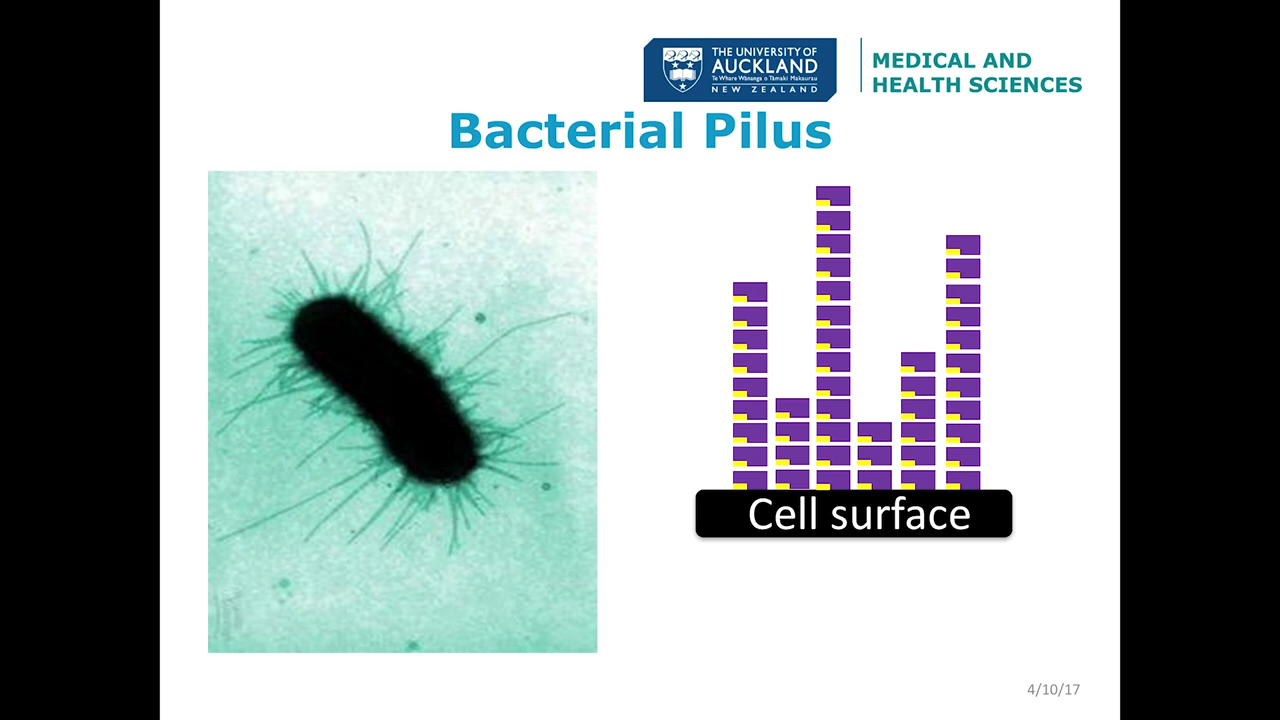 THE UNIVERSITY OF
AUCKLAND
Te Whare Wānanga o Tāmaki Makaurau
NEW ZEALAND
MEDICAL AND
HEALTH SCIENCES
Bacterial Pilus
Cell surface
4/10/17